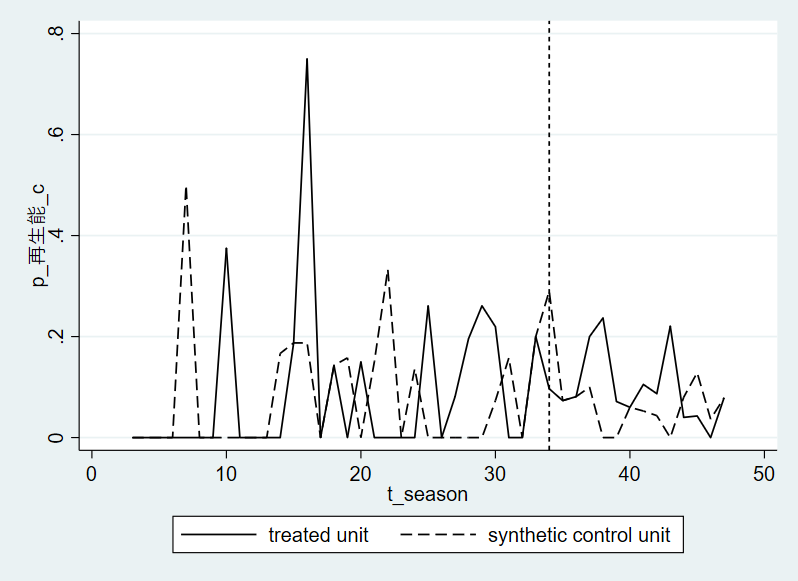 .8
.6
.4
.2
0
p_再生能_c
0
10
20
30
40
50
t_season
treated unit
synthetic control unit